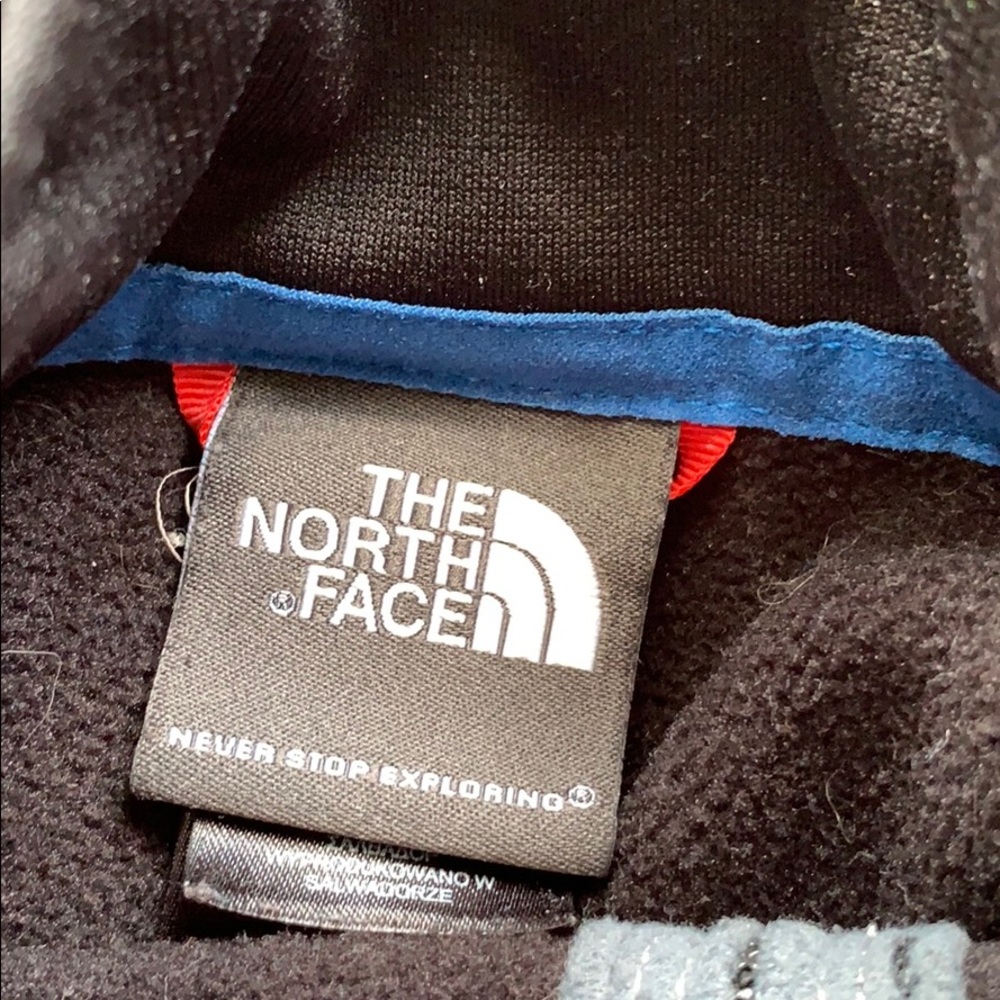 THE
NORTH
®FACE
NEVER STOP EXPLORING®
WYPRODUKOWANO W
SALWADORZE